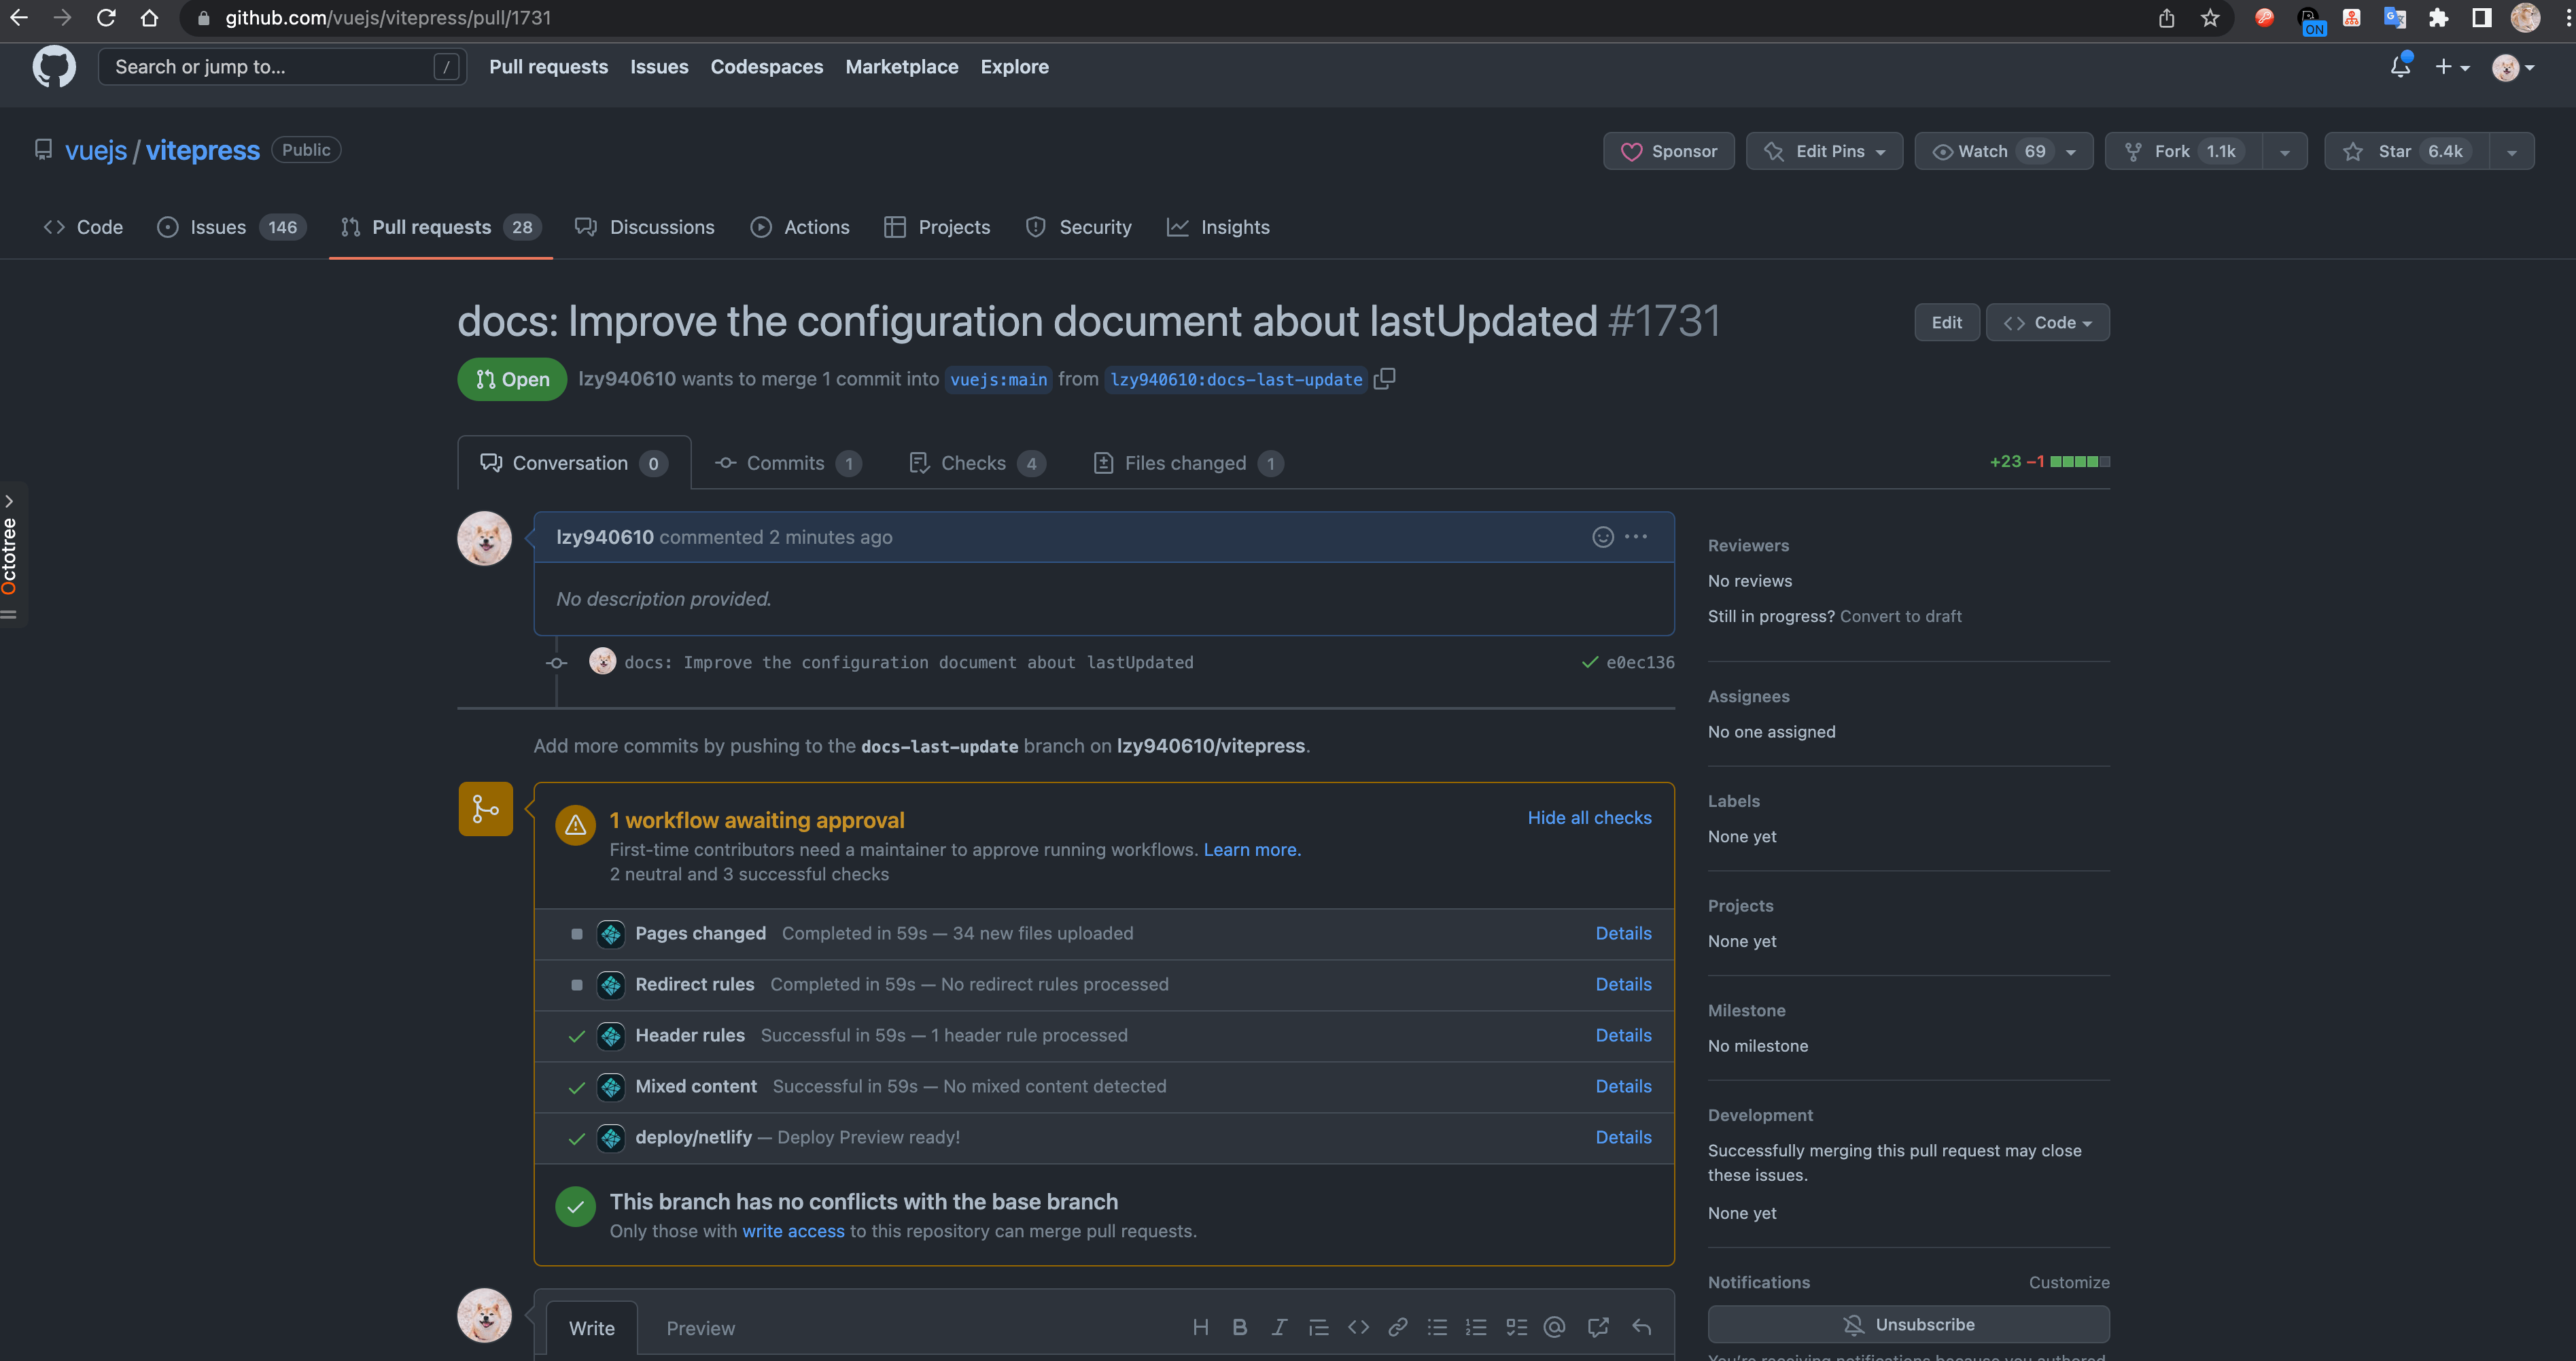 github.com/vuejs/vitepress/pull/1731
ON
Search or jump to... /
Pull requests Issues Codespaces Marketplace Explore
vuejs / vitepress Public
Sponsor Edit Pins Watch 69 Fork 1.1k Star 6.4k
Code Issues 146 Pull requests 28 Discussions Actions Projects Security Insights
docs: Improve the configuration document about lastUpdated #1731
Edit Code
Open lzy940610 wants to merge 1 commit into vuejs:main from lzy940610:docs-last-update
Conversation 0 Commits 1 Checks 4 Files changed 1
+23 −1
Octotree
lzy940610 commented 2 minutes ago
No description provided.
docs: Improve the configuration document about lastUpdated e0ec136
Add more commits by pushing to the docs-last-update branch on lzy940610/vitepress.
1 workflow awaiting approval
Hide all checks
First-time contributors need a maintainer to approve running workflows. Learn more.
2 neutral and 3 successful checks
Pages changed Completed in 59s — 34 new files uploaded Details
Redirect rules Completed in 59s — No redirect rules processed Details
Header rules Successful in 59s — 1 header rule processed Details
Mixed content Successful in 59s — No mixed content detected Details
deploy/netlify — Deploy Preview ready! Details
This branch has no conflicts with the base branch
Only those with write access to this repository can merge pull requests.
Write Preview
Reviewers
No reviews
Still in progress? Convert to draft
Assignees
No one assigned
Labels
None yet
Projects
None yet
Milestone
No milestone
Development
Successfully merging this pull request may close
these issues.
None yet
Notifications Customize
Unsubscribe
You're receiving notifications because you authored